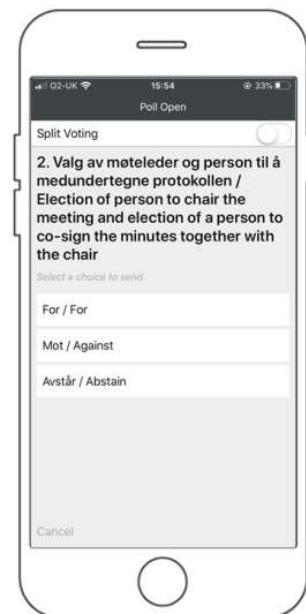 O2-UK 15:54 33%
Poll Open
Split Voting
2. Valg av møteleder og person til å
medundertegne protokollen /
Election of person to chair the
meeting and election of a person to
co-sign the minutes together with
the chair
Select a choice to send.
For / For
Mot / Against
Avstår / Abstain
Cancel